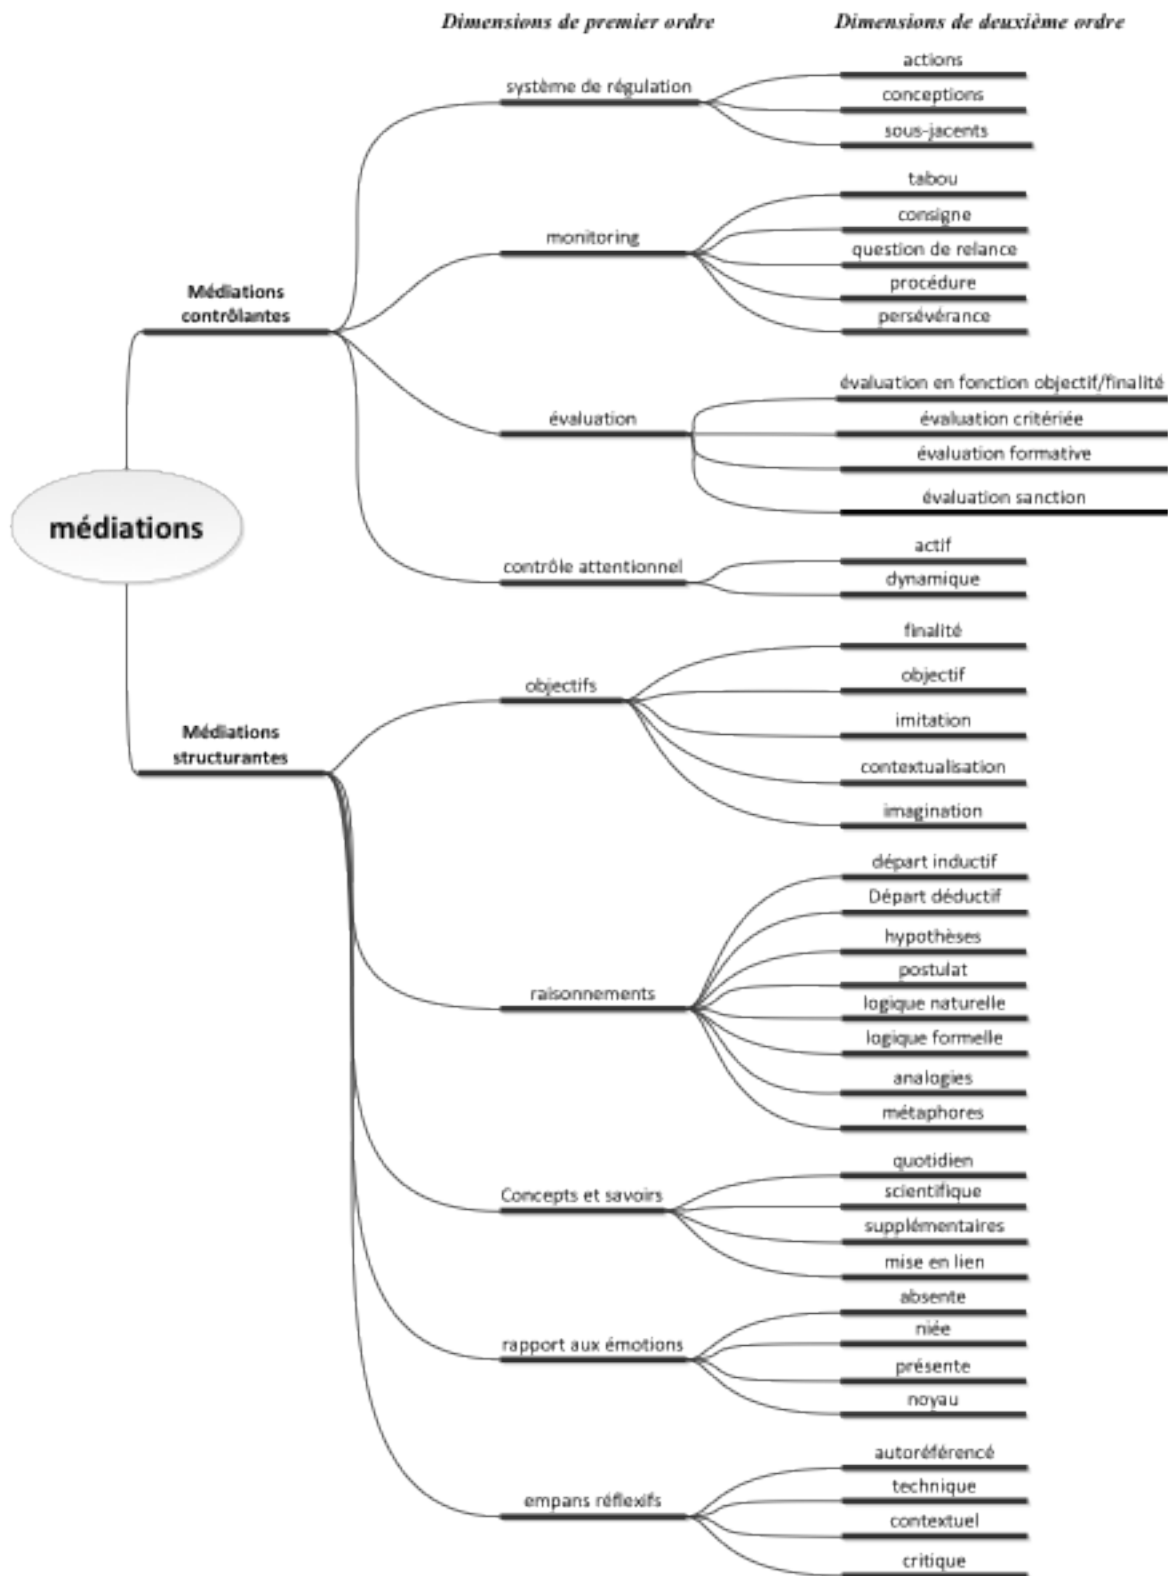 Dimensions de premier ordre
Dimensions de deuxième ordre
médiations
Médiations
contrôlantes
système de régulation
actions
conceptions
sous-jacents
monitoring
tabou
consigne
question de relance
procédure
persévérance
évaluation
évaluation en fonction objectif/finalité
évaluation critériée
évaluation formative
évaluation sanction
contrôle attentionnel
actif
dynamique
Médiations
structurantes
objectifs
finalité
objectif
imitation
contextualisation
imagination
raisonnements
départ inductif
Départ déductif
hypothèses
postulat
logique naturelle
logique formelle
analogies
métaphores
Concepts et savoirs
quotidien
scientifique
supplémentaires
mise en lien
rapport aux émotions
absente
niée
présente
noyau
empans réflexifs
autoréférencé
technique
contextuel
critique